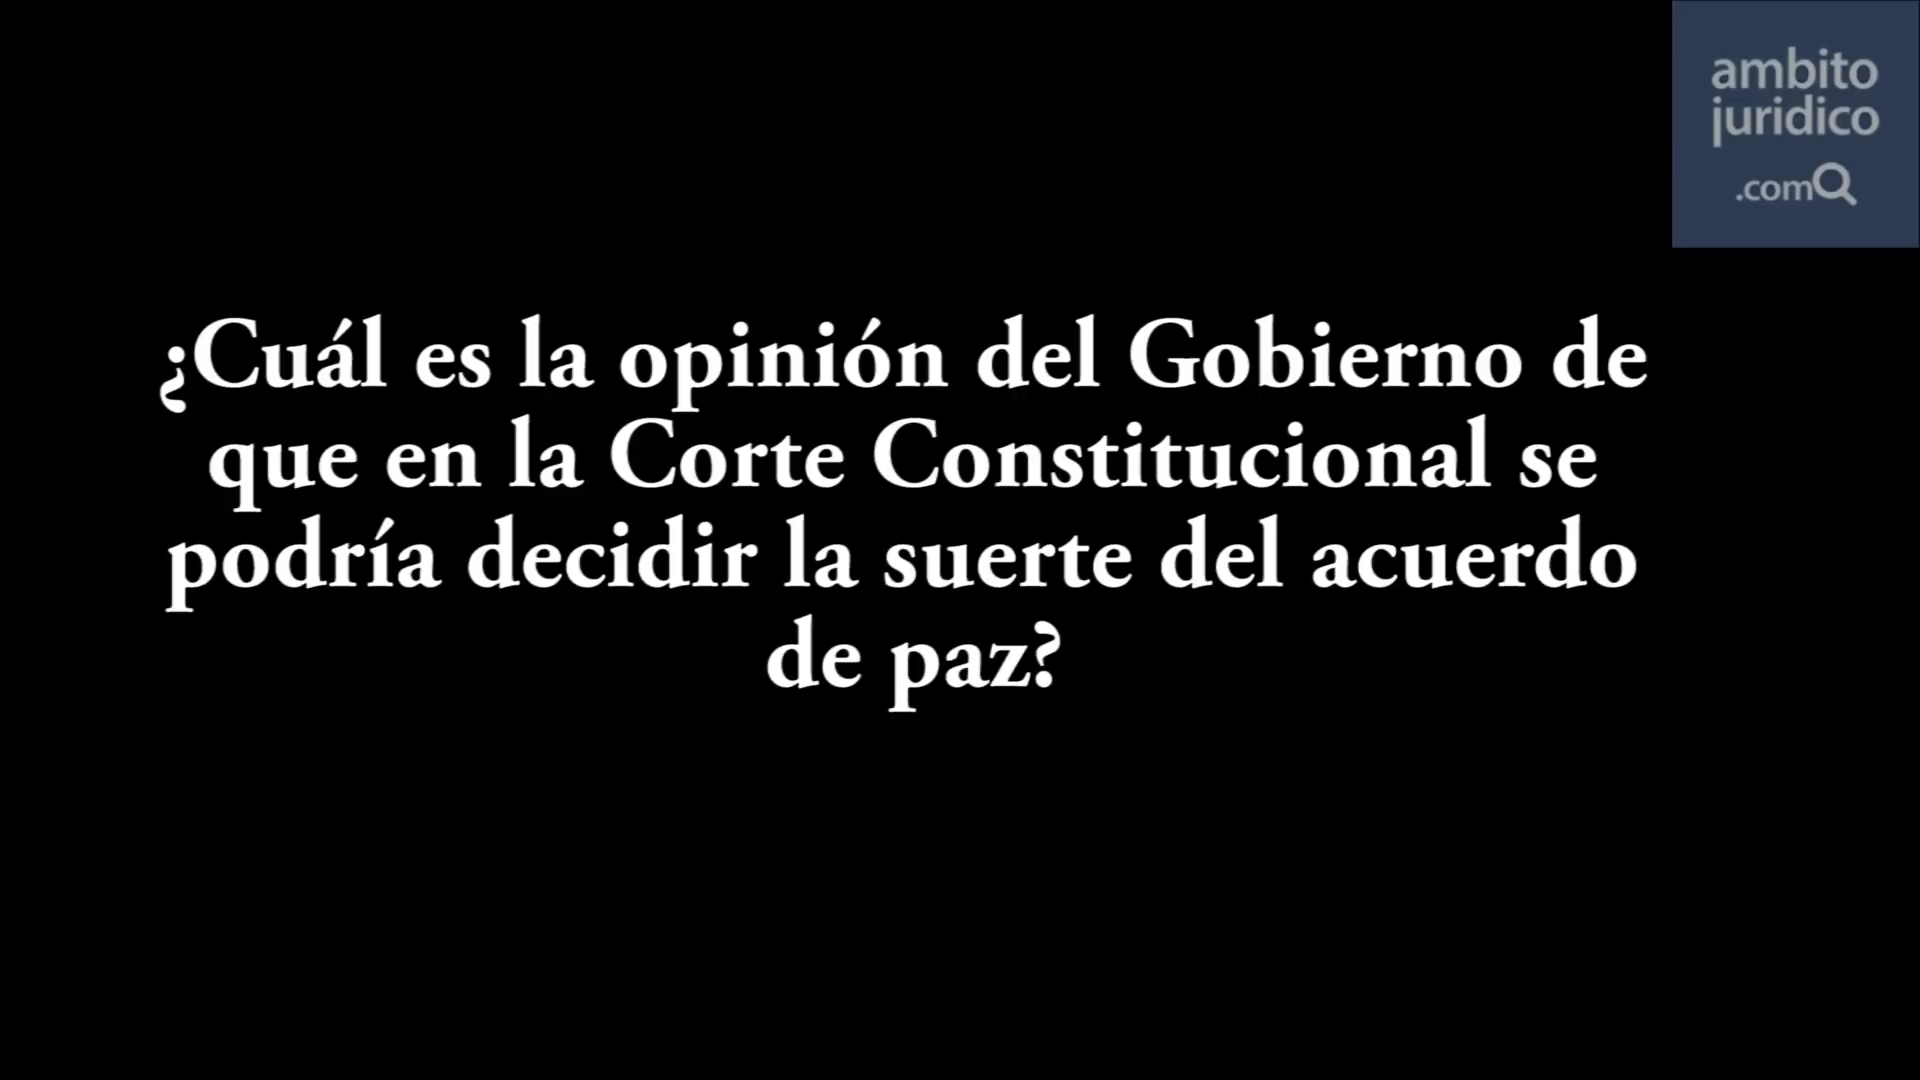 ambito
juridico
.com
¿Cuál es la opinión del Gobierno de
que en la Corte Constitucional se
podría decidir la suerte del acuerdo
de paz?